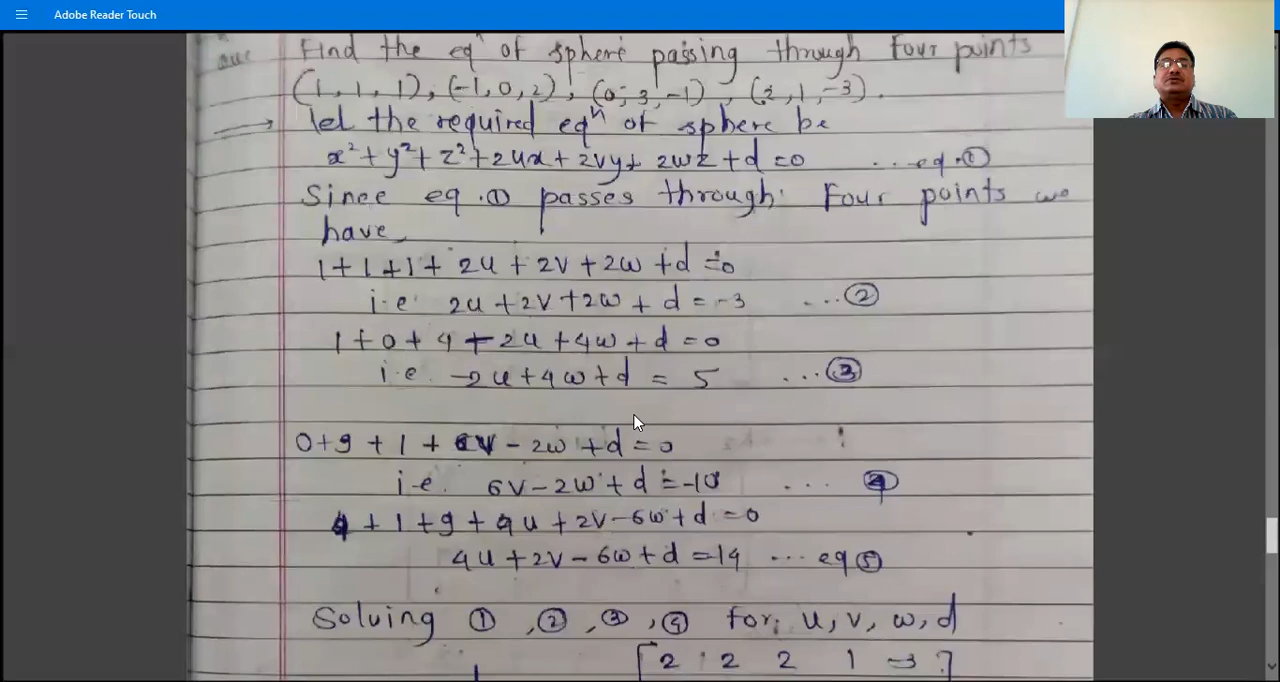 Adobe Reader Touch
Find the eqⁿ of sphere passing through four points
(1, 1, 1), (-1, 0, 2), (0, 3, -1), (2, 1, -3).
let the required eqⁿ of sphere be
x² + y² + z² + 2ux + 2vy + 2wz + d = 0 ... eq. ①
Since eq. ① passes through Four points we
have
1 + 1 + 1 + 2u + 2v + 2w + d = 0
i.e. 2u + 2v + 2w + d = -3 ... ②
1 + 0 + 4 - 2u + 4w + d = 0
i.e. -2u + 4w + d = 5 ... ③
0 + 9 + 1 + 6v - 2w + d = 0
i.e. 6v - 2w + d = -10 ... ④
4 + 1 + 9 + 4u + 2v - 6w + d = 0
4u + 2v - 6w + d = 14 ... eq ⑤
Solving ①, ②, ③, ④ for, u, v, w, d
[ 2 2 2 1 -3 ]